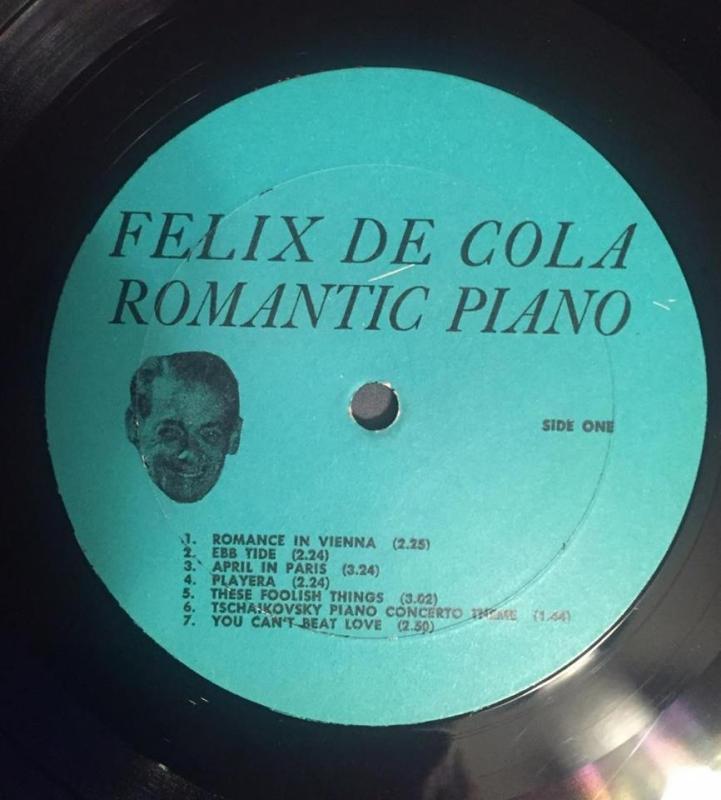 FELIX DE COLA
ROMANTIC PIANO
SIDE ONE
1. ROMANCE IN VIENNA (2.25)
2. EBB TIDE (2.24)
3. APRIL IN PARIS (3.24)
4. PLAYERA (2.24)
5. THESE FOOLISH THINGS (3.02)
6. TSCHAIKOVSKY PIANO CONCERTO THEME (1.44)
7. YOU CAN'T BEAT LOVE (2.50)